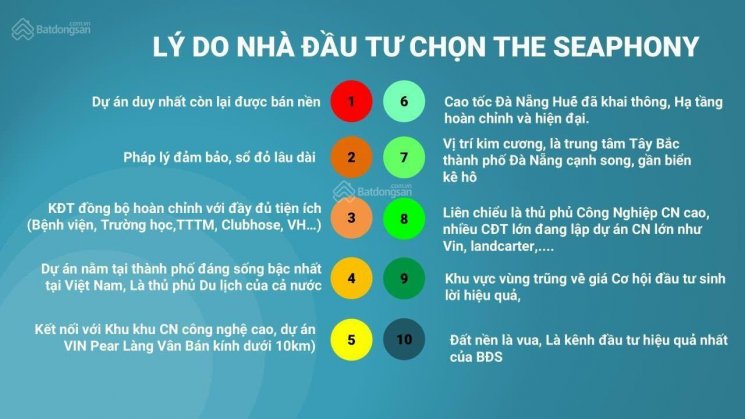 .com.vn
Batdongsan
LÝ DO NHÀ ĐẦU TƯ CHỌN THE SEAPHONY
Dự án duy nhất còn lại được bán nền
1
Pháp lý đảm bảo, sổ đỏ lâu dài
2
KĐT đồng bộ hoàn chỉnh với đầy đủ tiện ích
(Bệnh viện, Trường học,TTTM, Clubhose, VH...)
3
Dự án nằm tại thành phố đáng sống bậc nhất
tại Việt Nam, Là thủ phủ Du lịch của cả nước
4
Kết nối với Khu khu CN công nghệ cao, dự án
VIN Pear Làng Vân Bán kính dưới 10km)
5
6
Cao tốc Đà Nẵng Huế đã khai thông, Hạ tầng
hoàn chỉnh và hiện đại.
7
Vị trí kim cương, là trung tâm Tây Bắc
thành phố Đà Nẵng cạnh song, gần biển
kề hồ
8
Liên chiểu là thủ phủ Công Nghiệp CN cao,
nhiều CĐT lớn đang lập dự án CN lớn như
Vin, landcarter,....
9
Khu vực vùng trũng về giá Cơ hội đầu tư sinh
lời hiệu quả,
10
Đất nền là vua, Là kênh đầu tư hiệu quả nhất
của BĐS
.com.vn
Batdongsan
.com.vn
Batdongsan